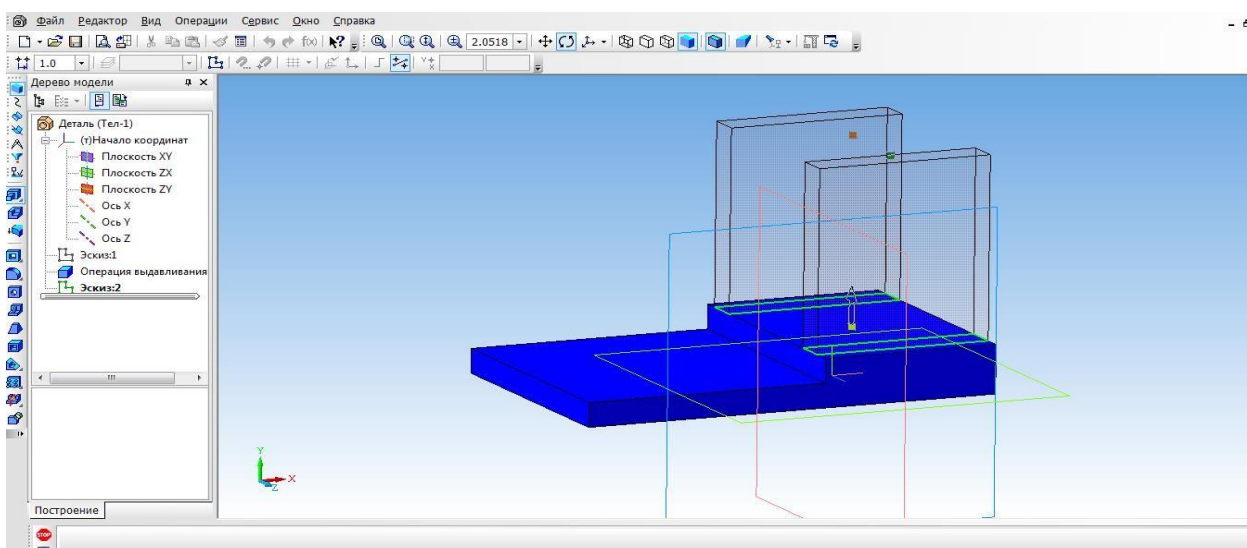 Файл Редактор Вид Операции Сервис Окно Справка
2.0518
1.0
Дерево модели
Деталь (Тел-1)
(т)Начало координат
Плоскость XY
Плоскость ZX
Плоскость ZY
Ось X
Ось Y
Ось Z
Эскиз:1
Операция выдавливания
Эскиз:2
Y
X
Z
Построение
STOP